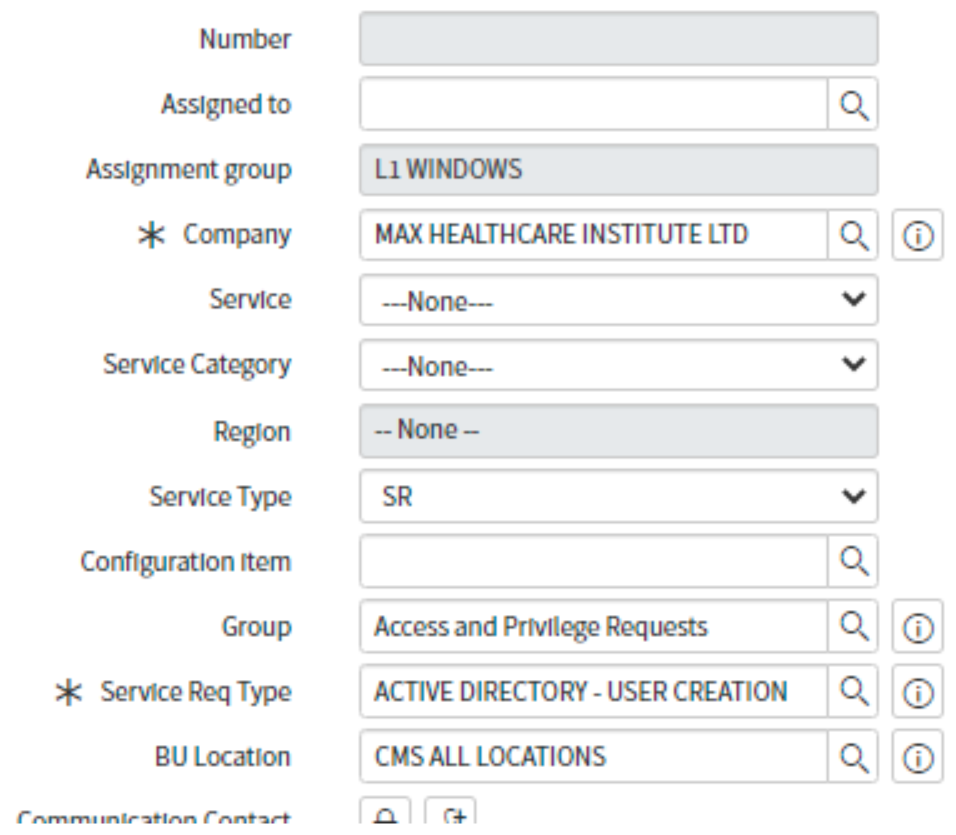 Number
Assigned to
Assignment group L1 WINDOWS
* Company MAX HEALTHCARE INSTITUTE LTD
Service ---None---
Service Category ---None---
Region -- None --
Service Type SR
Configuration item
Group Access and Privilege Requests
* Service Req Type ACTIVE DIRECTORY - USER CREATION
BU Location CMS ALL LOCATIONS
Communication Contact